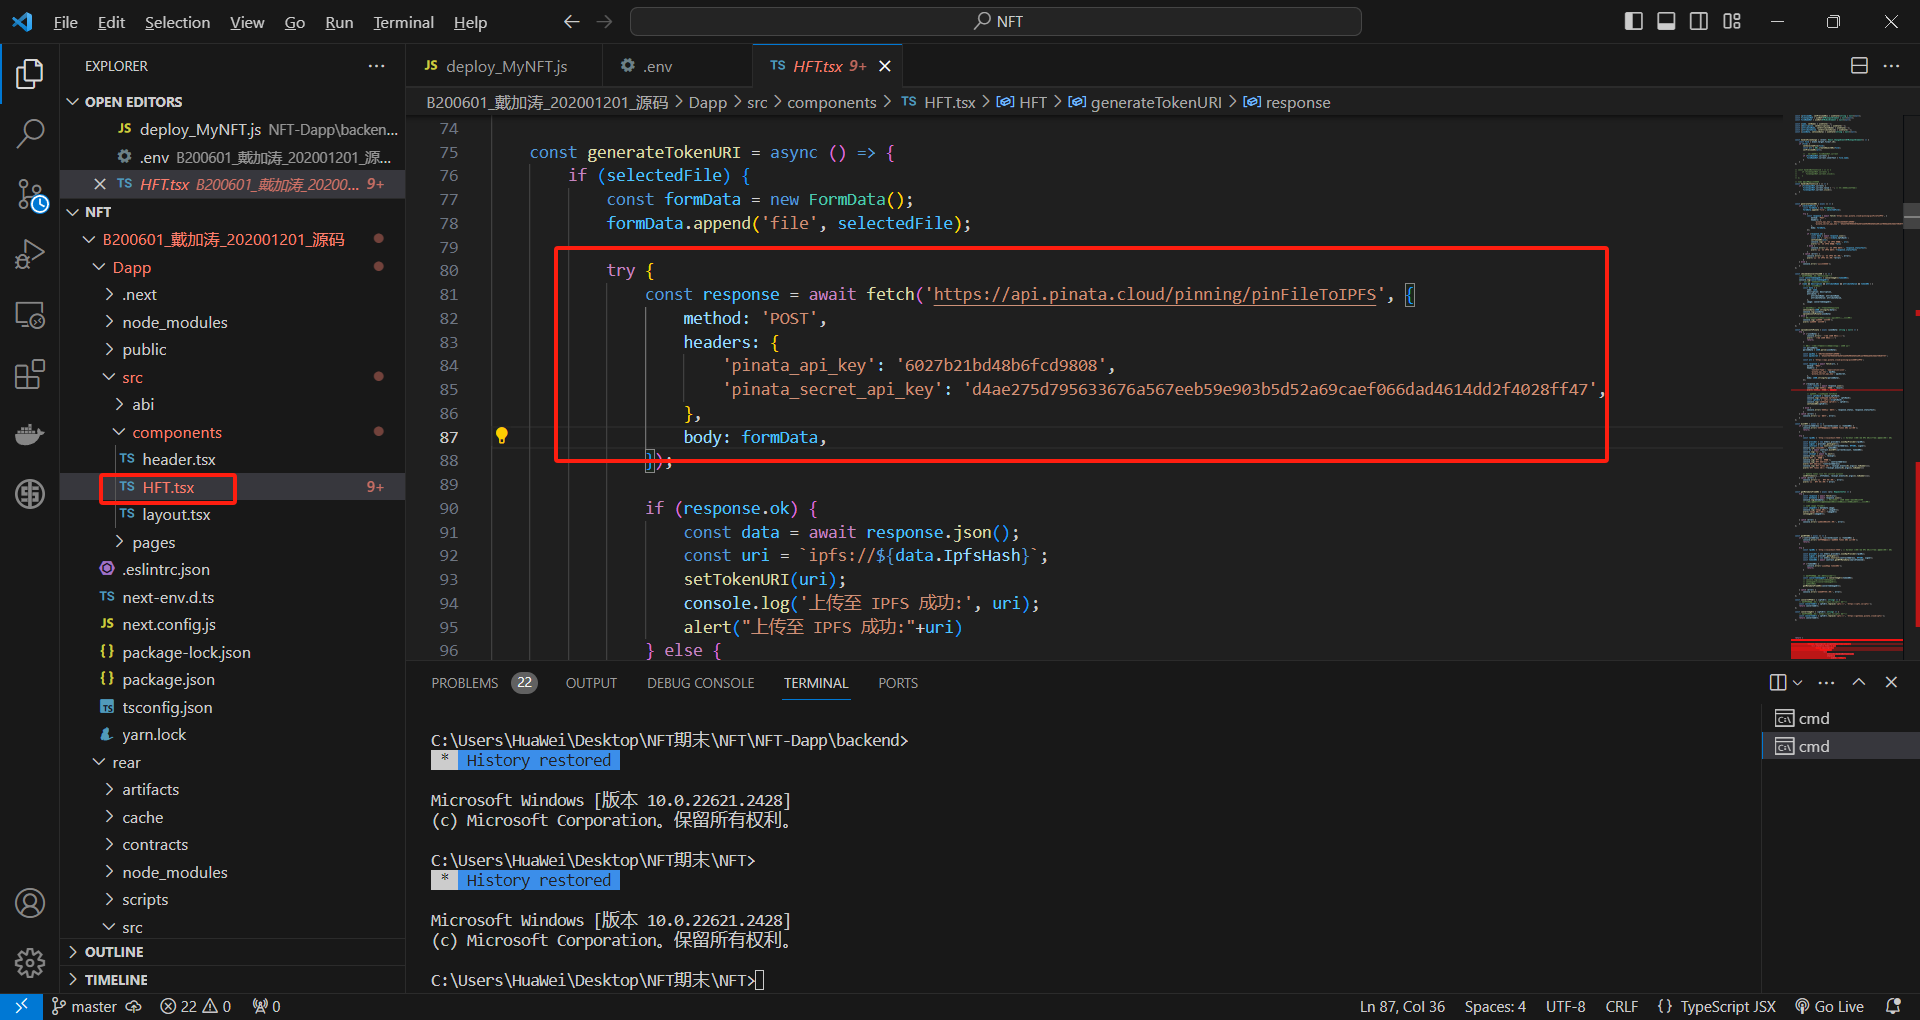 File Edit Selection View Go Run Terminal Help
NFT
EXPLORER
OPEN EDITORS
JS deploy_MyNFT.js NFT-Dapp\backen...
.env B200601_戴加涛_202001201_源...
TS HFT.tsx B200601_戴加涛_20200... 9+
NFT
B200601_戴加涛_202001201_源码
Dapp
.next
node_modules
public
src
abi
components
TS header.tsx
TS HFT.tsx 9+
TS layout.tsx
pages
.eslintrc.json
TS next-env.d.ts
JS next.config.js
{} package-lock.json
{} package.json
TS tsconfig.json
yarn.lock
rear
artifacts
cache
contracts
node_modules
scripts
src
OUTLINE
TIMELINE
JS deploy_MyNFT.js
.env
TS HFT.tsx 9+
B200601_戴加涛_202001201_源码 > Dapp > src > components > TS HFT.tsx > HFT > generateTokenURI > response
74
75 const generateTokenURI = async () => {
76 if (selectedFile) {
77 const formData = new FormData();
78 formData.append('file', selectedFile);
79
80 try {
81 const response = await fetch('https://api.pinata.cloud/pinning/pinFileToIPFS', {
82 method: 'POST',
83 headers: {
84 'pinata_api_key': '6027b21bd48b6fcd9808',
85 'pinata_secret_api_key': 'd4ae275d795633676a567eeb59e903b5d52a69caef066dad4614dd2f4028ff47',
86 },
87 body: formData,
88 });
89
90 if (response.ok) {
91 const data = await response.json();
92 const uri = `ipfs://${data.IpfsHash}`;
93 setTokenURI(uri);
94 console.log('上传至 IPFS 成功:', uri);
95 alert("上传至 IPFS 成功:"+uri)
96 } else {
PROBLEMS 22 OUTPUT DEBUG CONSOLE TERMINAL PORTS
C:\Users\HuaWei\Desktop\NFT期末\NFT\NFT-Dapp\backend>
* History restored
Microsoft Windows [版本 10.0.22621.2428]
(c) Microsoft Corporation。保留所有权利。
C:\Users\HuaWei\Desktop\NFT期末\NFT>
* History restored
Microsoft Windows [版本 10.0.22621.2428]
(c) Microsoft Corporation。保留所有权利。
C:\Users\HuaWei\Desktop\NFT期末\NFT>
cmd
cmd
master 22 0 0
Ln 87, Col 36 Spaces: 4 UTF-8 CRLF {} TypeScript JSX Go Live